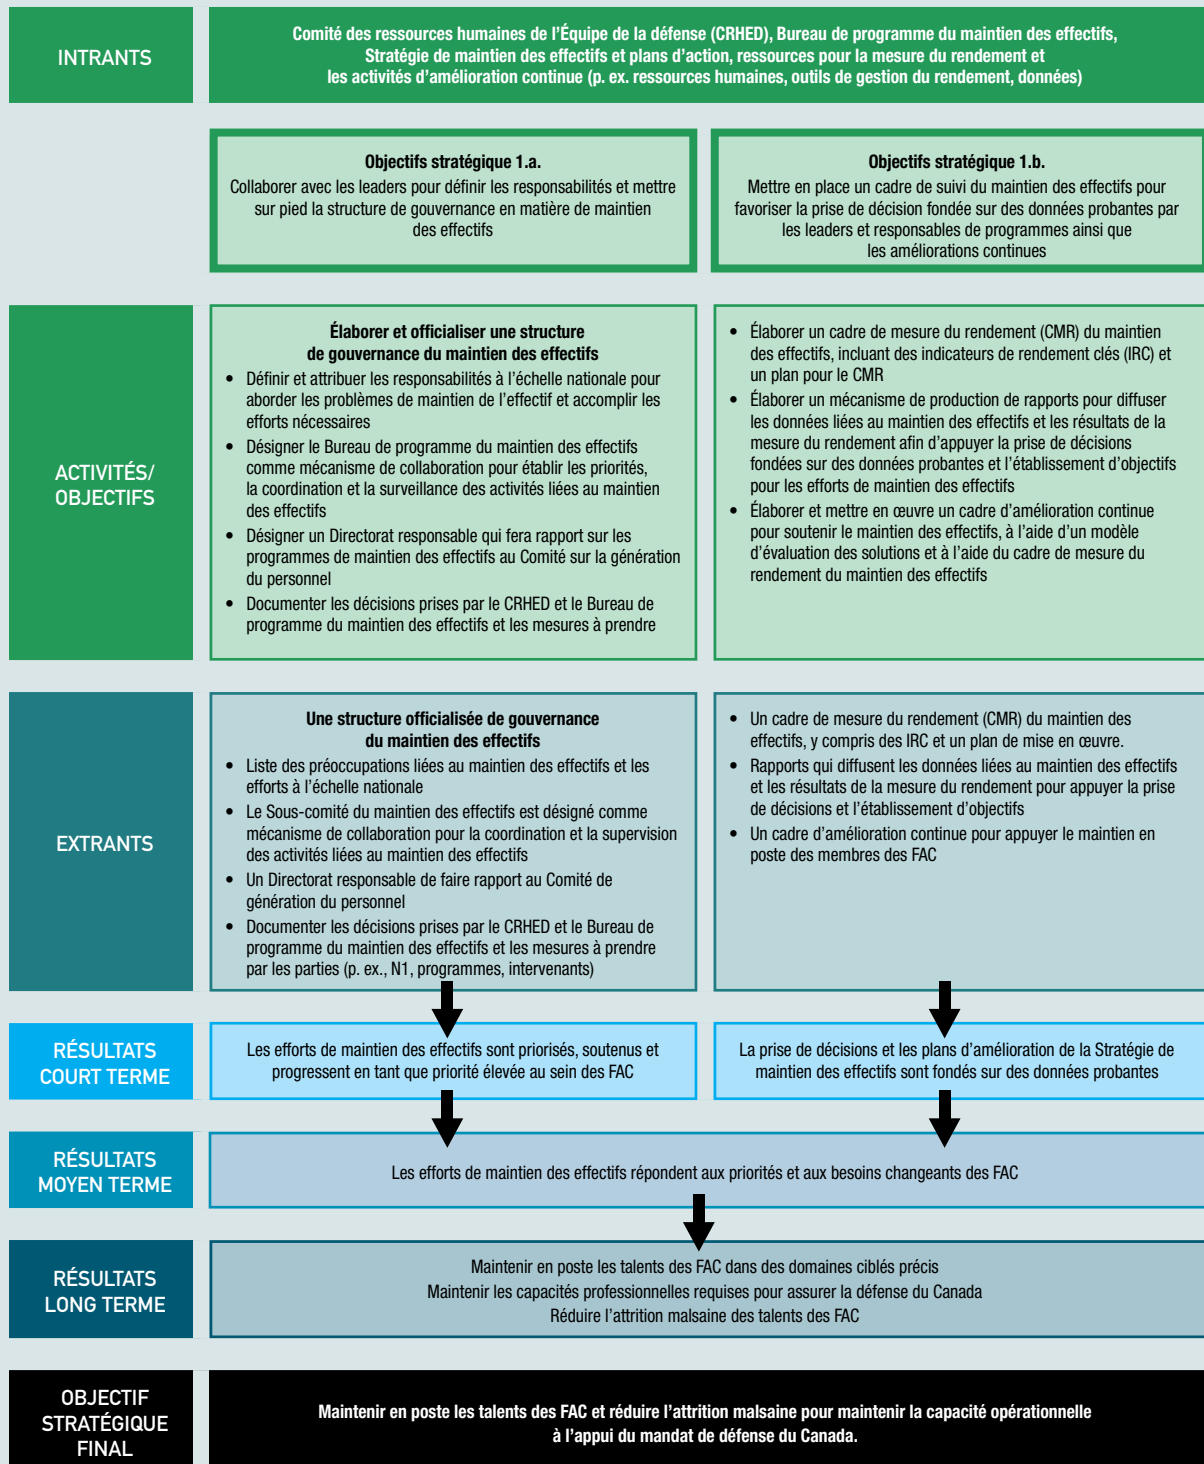 INTRANTS
Comité des ressources humaines de l'Équipe de la défense (CRHED), Bureau de programme du maintien des effectifs,
Stratégie de maintien des effectifs et plans d'action, ressources pour la mesure du rendement et
les activités d'amélioration continue (p. ex. ressources humaines, outils de gestion du rendement, données)
Objectifs stratégique 1.a.
Collaborer avec les leaders pour définir les responsabilités et mettre
sur pied la structure de gouvernance en matière de maintien
des effectifs
Objectifs stratégique 1.b.
Mettre en place un cadre de suivi du maintien des effectifs pour
favoriser la prise de décision fondée sur des données probantes par
les leaders et responsables de programmes ainsi que
les améliorations continues
ACTIVITÉS/
OBJECTIFS
Élaborer et officialiser une structure
de gouvernance du maintien des effectifs
• Définir et attribuer les responsabilités à l'échelle nationale pour
aborder les problèmes de maintien de l'effectif et accomplir les
efforts nécessaires
• Désigner le Bureau de programme du maintien des effectifs
comme mécanisme de collaboration pour établir les priorités,
la coordination et la surveillance des activités liées au maintien
des effectifs
• Désigner un Directorat responsable qui fera rapport sur les
programmes de maintien des effectifs au Comité sur la génération
du personnel
• Documenter les décisions prises par le CRHED et le Bureau de
programme du maintien des effectifs et les mesures à prendre
• Élaborer un cadre de mesure du rendement (CMR) du maintien
des effectifs, incluant des indicateurs de rendement clés (IRC) et
un plan pour le CMR
• Élaborer un mécanisme de production de rapports pour diffuser
les données liées au maintien des effectifs et les résultats de la
mesure du rendement afin d'appuyer la prise de décisions
fondées sur des données probantes et l'établissement d'objectifs
pour les efforts de maintien des effectifs
• Élaborer et mettre en œuvre un cadre d'amélioration continue
pour soutenir le maintien des effectifs, à l'aide d'un modèle
d'évaluation des solutions et à l'aide du cadre de mesure du
rendement du maintien des effectifs
EXTRANTS
Une structure officialisée de gouvernance
du maintien des effectifs
• Liste des préoccupations liées au maintien des effectifs et les
efforts à l'échelle nationale
• Le Sous-comité du maintien des effectifs est désigné comme
mécanisme de collaboration pour la coordination et la supervision
des activités liées au maintien des effectifs
• Un Directorat responsable de faire rapport au Comité de
génération du personnel
• Documenter les décisions prises par le CRHED et le Bureau de
programme du maintien des effectifs et les mesures à prendre
par les parties (p. ex., N1, programmes, intervenants)
• Un cadre de mesure du rendement (CMR) du maintien des
effectifs, y compris des IRC et un plan de mise en œuvre.
• Rapports qui diffusent les données liées au maintien des effectifs
et les résultats de la mesure du rendement pour appuyer la prise
de décisions et l'établissement d'objectifs
• Un cadre d'amélioration continue pour appuyer le maintien en
poste des membres des FAC
RÉSULTATS
COURT TERME
Les efforts de maintien des effectifs sont priorisés, soutenus et
progressent en tant que priorité élevée au sein des FAC
La prise de décisions et les plans d'amélioration de la Stratégie de
maintien des effectifs sont fondés sur des données probantes
RÉSULTATS
MOYEN TERME
Les efforts de maintien des effectifs répondent aux priorités et aux besoins changeants des FAC
RÉSULTATS
LONG TERME
Maintenir en poste les talents des FAC dans des domaines ciblés précis
Maintenir les capacités professionnelles requises pour assurer la défense du Canada
Réduire l'attrition malsaine des talents des FAC
OBJECTIF
STRATÉGIQUE
FINAL
Maintenir en poste les talents des FAC et réduire l'attrition malsaine pour maintenir la capacité opérationnelle
à l'appui du mandat de défense du Canada.